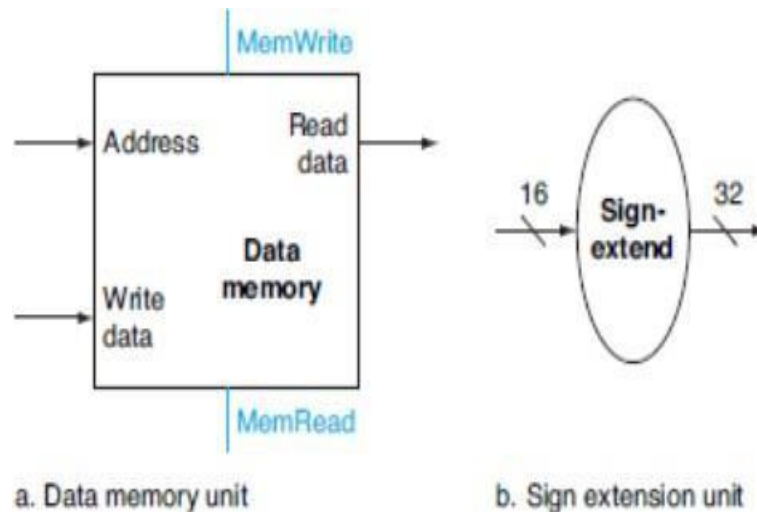 MemWrite
Address
Read
data
Data
memory
Write
data
MemRead
a. Data memory unit
16
Sign-
extend
32
b. Sign extension unit